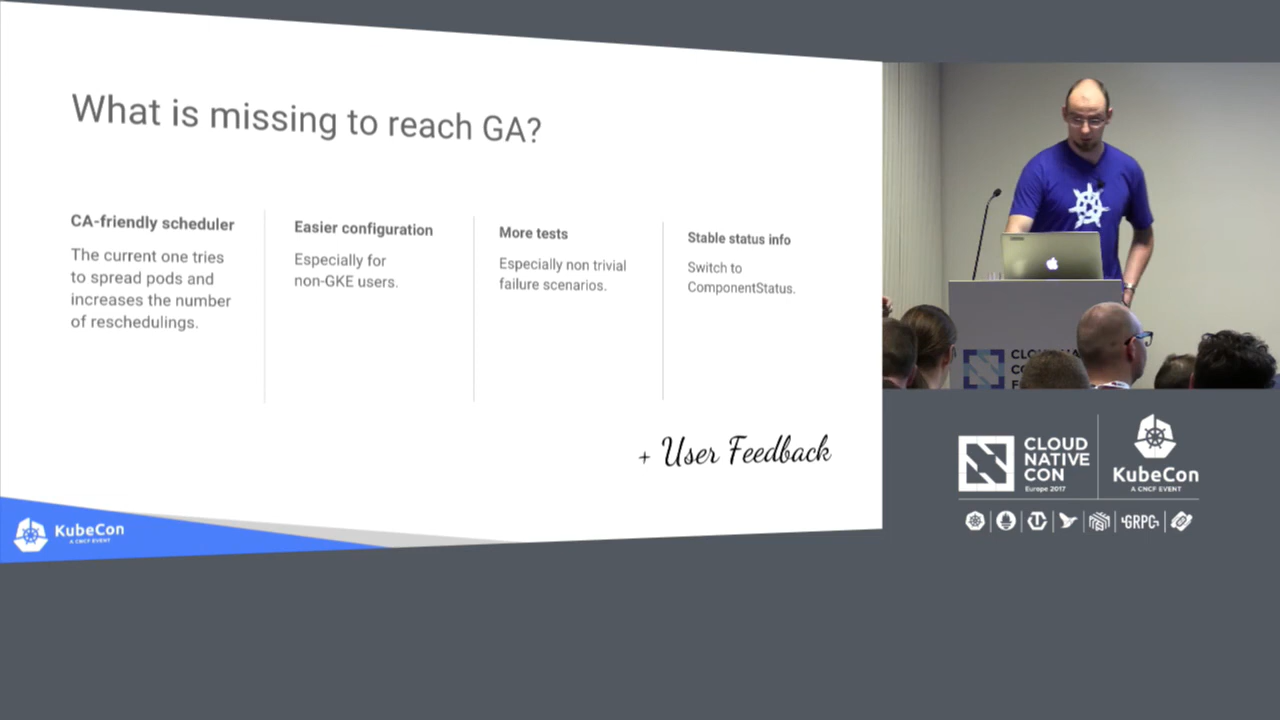 What is missing to reach GA?
CA-friendly scheduler
The current one tries
to spread pods and
increases the number
of reschedulings.
Easier configuration
Especially for
non-GKE users.
More tests
Especially non trivial
failure scenarios.
Stable status info
Switch to
ComponentStatus.
+ User Feedback
KubeCon
A CNCF EVENT
CLOUD
NATIVE
CON
Europe 2017
KubeCon
A CNCF EVENT
GRPC